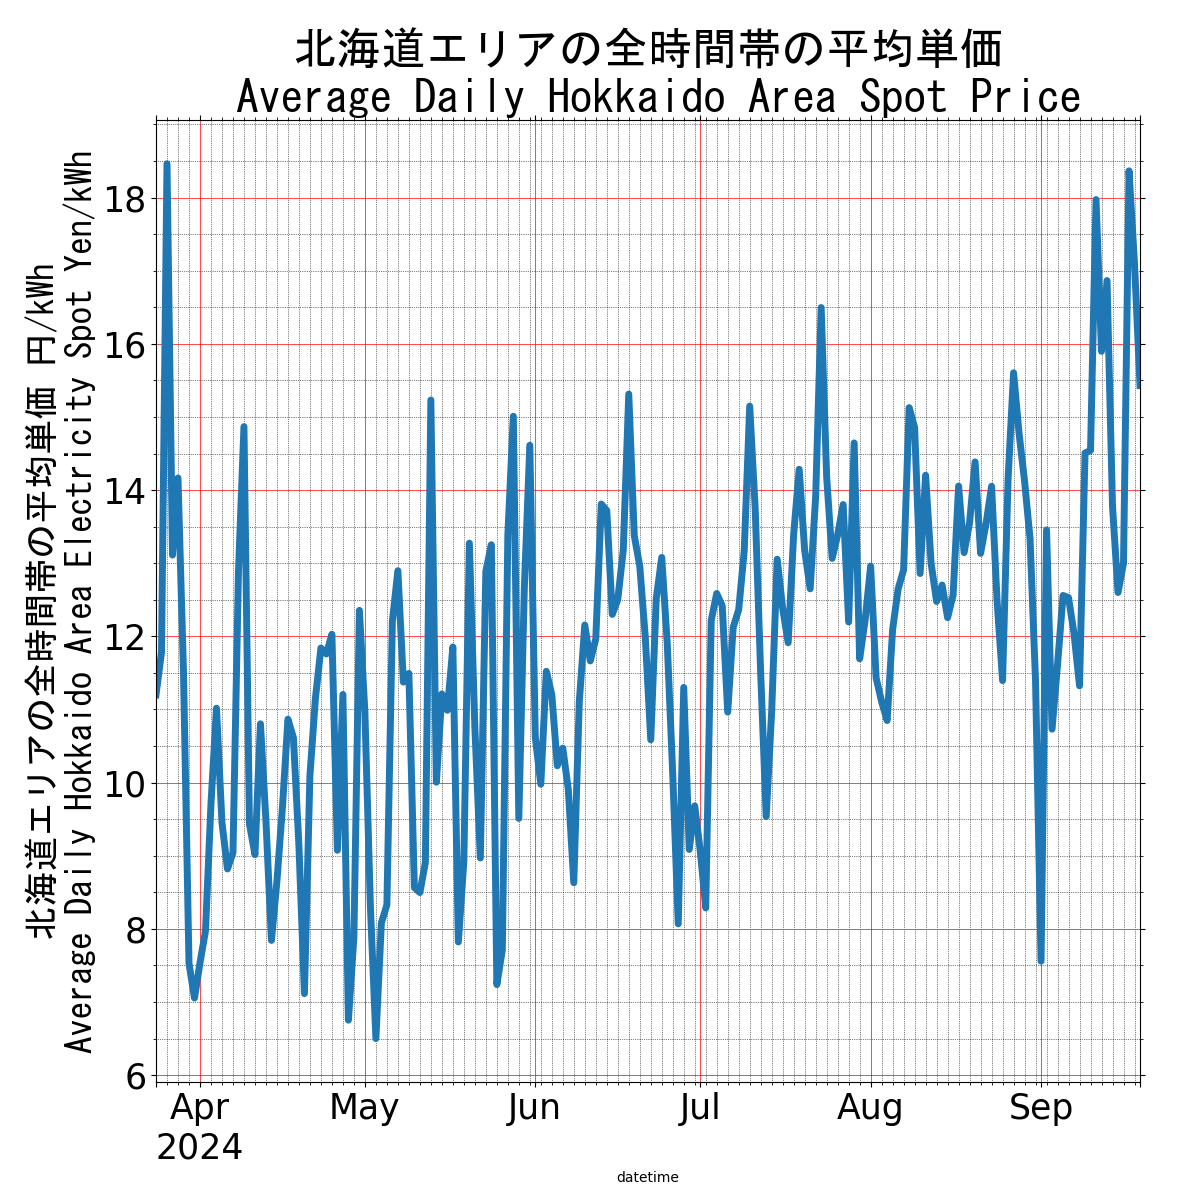 北海道エリアの全時間帯の平均単価
Average Daily Hokkaido Area Spot Price
北海道エリアの全時間帯の平均単価 円/kWh
Average Daily Hokkaido Area Electricity Spot Yen/kWh
18
16
14
12
10
8
6
Apr May Jun Jul Aug Sep
2024
datetime